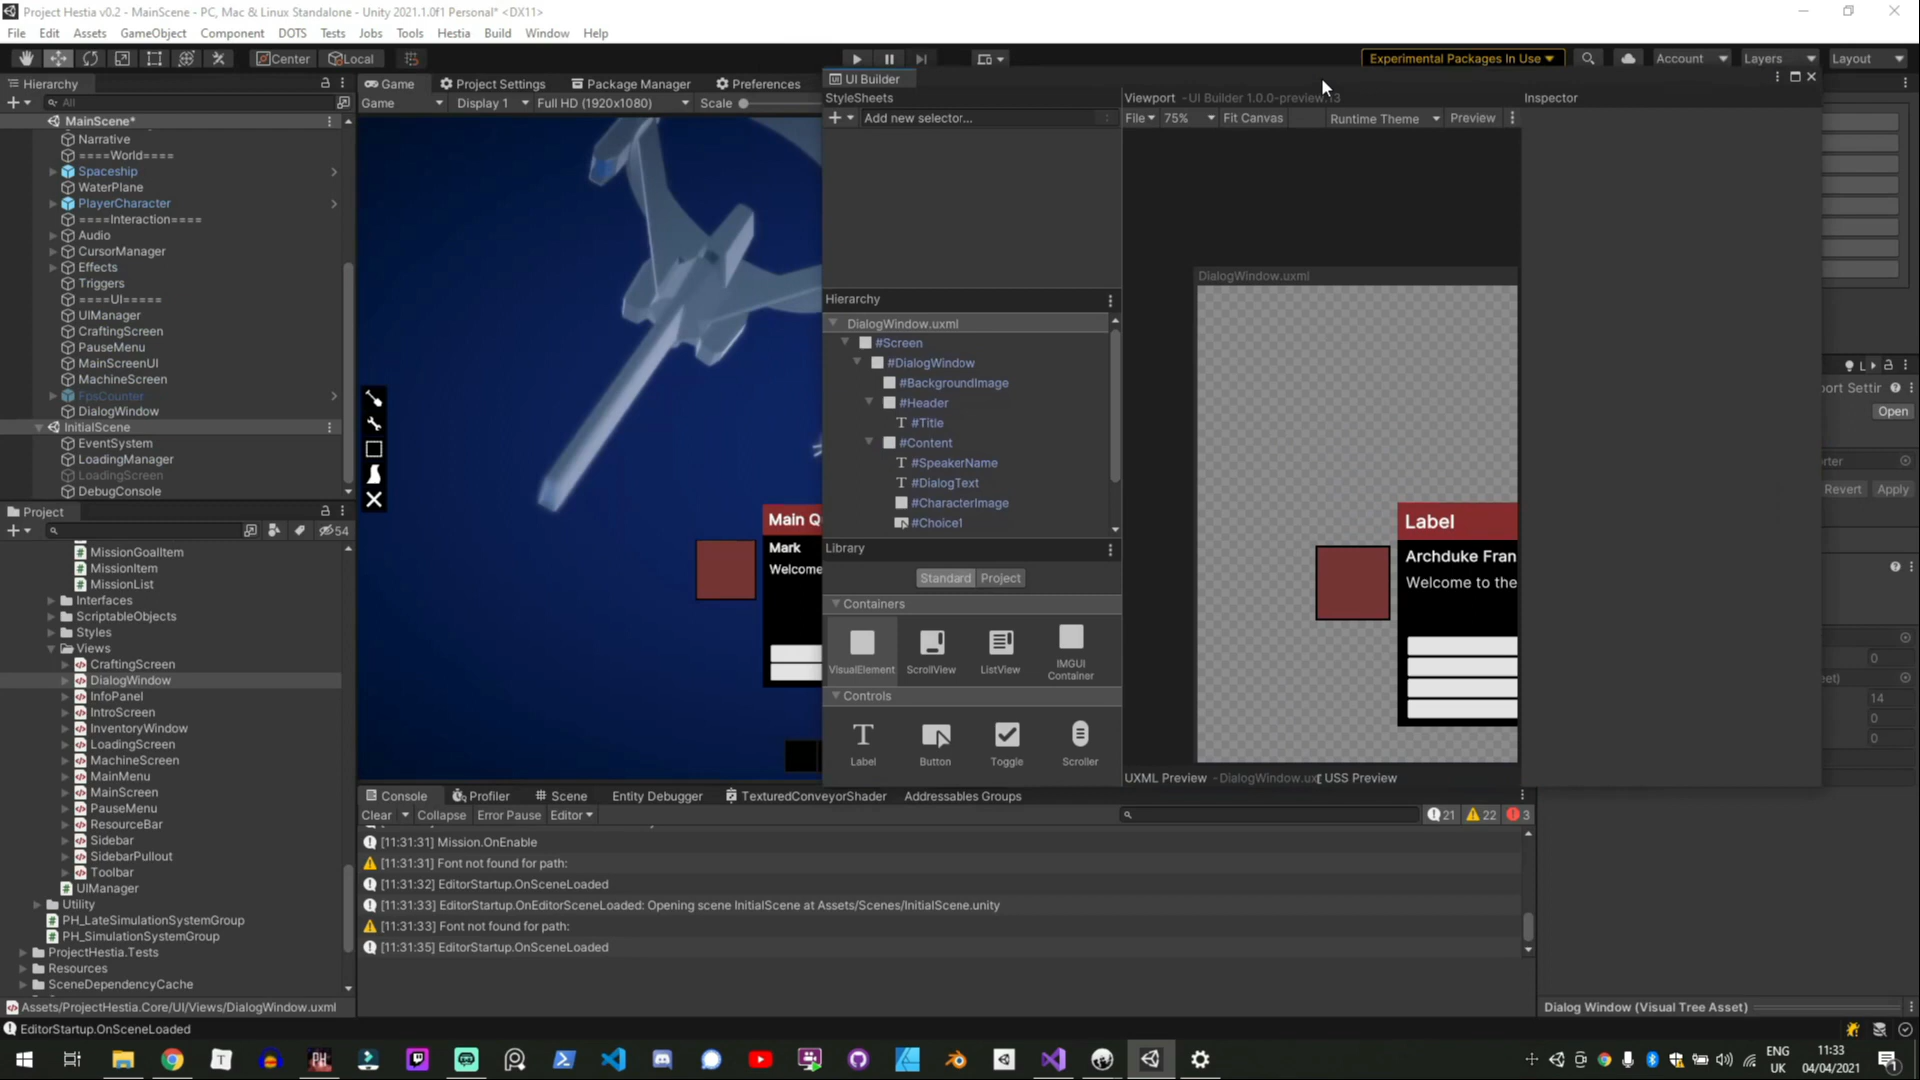 Project Hestia v0.2 - MainScene - PC, Mac & Linux Standalone - Unity 2021.1.0f1 Personal* <DX11>
File Edit Assets GameObject Component DOTS Tests Jobs Tools Hestia Build Window Help
Center Local Experimental Packages In Use Account Layers Layout
Hierarchy
All
MainScene*
Narrative
====World====
Spaceship
WaterPlane
PlayerCharacter
====Interaction====
Audio
CursorManager
Effects
Triggers
====UI=====
UIManager
CraftingScreen
PauseMenu
MainScreenUI
MachineScreen
FpsCounter
DialogWindow
InitialScene
EventSystem
LoadingManager
LoadingScreen
DebugConsole
Project
54
MissionGoalItem
MissionItem
MissionList
Interfaces
ScriptableObjects
Styles
Views
CraftingScreen
DialogWindow
InfoPanel
IntroScreen
InventoryWindow
LoadingScreen
MachineScreen
MainMenu
MainScreen
PauseMenu
ResourceBar
Sidebar
SidebarPullout
Toolbar
UIManager
Utility
PH_LateSimulationSystemGroup
PH_SimulationSystemGroup
ProjectHestia.Tests
Resources
SceneDependencyCache
Assets/ProjectHestia.Core/UI/Views/DialogWindow.uxml
EditorStartup.OnSceneLoaded
Game Project Settings Package Manager Preferences
Game Display 1 Full HD (1920x1080) Scale
Main Q
Mark
Welcome
UI Builder
StyleSheets
Add new selector...
Hierarchy
DialogWindow.uxml
#Screen
#DialogWindow
#BackgroundImage
#Header
#Title
#Content
#SpeakerName
#DialogText
#CharacterImage
#Choice1
Library
Standard Project
Containers
VisualElement ScrollView ListView IMGUI Container
Controls
Label Button Toggle Scroller
Viewport - UI Builder 1.0.0-preview.13
File 75% Fit Canvas Runtime Theme Preview
DialogWindow.uxml
Label
Archduke Fran
Welcome to the
UXML Preview - DialogWindow.ux USS Preview
Inspector
L
port Settir
Open
rter
Revert Apply
0
eet)
14
0
0
Console Profiler Scene Entity Debugger TexturedConveyorShader Addressables Groups
Clear Collapse Error Pause Editor 21 22 3
[11:31:31] Mission.OnEnable
[11:31:31] Font not found for path:
[11:31:32] EditorStartup.OnSceneLoaded
[11:31:33] EditorStartup.OnEditorSceneLoaded: Opening scene InitialScene at Assets/Scenes/InitialScene.unity
[11:31:33] Font not found for path:
[11:31:35] EditorStartup.OnSceneLoaded
Dialog Window (Visual Tree Asset)
PH
ENG
UK
11:33
04/04/2021
1